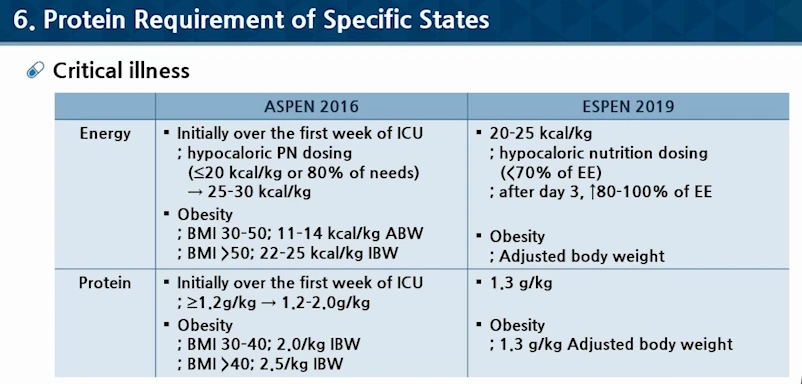 6. Protein Requirement of Specific States
Critical illness
ASPEN 2016
ESPEN 2019
Energy
▪ Initially over the first week of ICU
; hypocaloric PN dosing
(≤20 kcal/kg or 80% of needs)
→ 25-30 kcal/kg
▪ Obesity
; BMI 30-50; 11-14 kcal/kg ABW
; BMI >50; 22-25 kcal/kg IBW
▪ 20-25 kcal/kg
; hypocaloric nutrition dosing
(<70% of EE)
; after day 3, ↑80-100% of EE
▪ Obesity
; Adjusted body weight
Protein
▪ Initially over the first week of ICU
; ≥1.2g/kg → 1.2-2.0g/kg
▪ Obesity
; BMI 30-40; 2.0/kg IBW
; BMI >40; 2.5/kg IBW
▪ 1.3 g/kg
▪ Obesity
; 1.3 g/kg Adjusted body weight